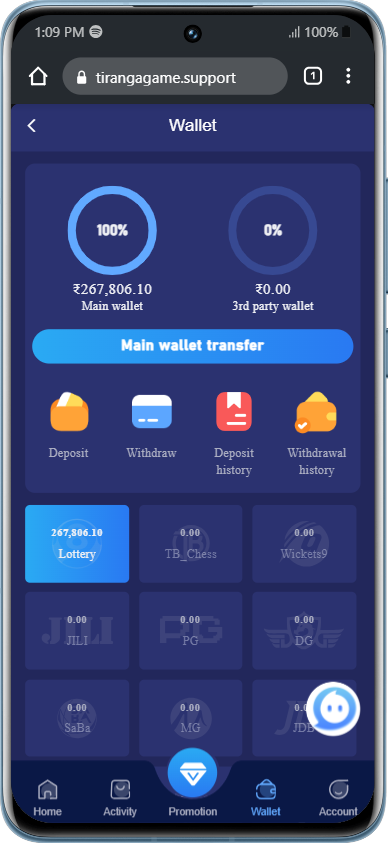 1:09 PM 100%
tirangagame.support 1
Wallet
100% 0%
₹267,806.10 ₹0.00
Main wallet 3rd party wallet
Main wallet transfer
Deposit Withdraw Deposit history Withdrawal history
267,806.10 0.00 0.00
Lottery TB_Chess Wickets9
0.00 0.00 0.00
JILI PG DG
0.00 0.00
SaBa MG JDB
Home Activity Promotion Wallet Account